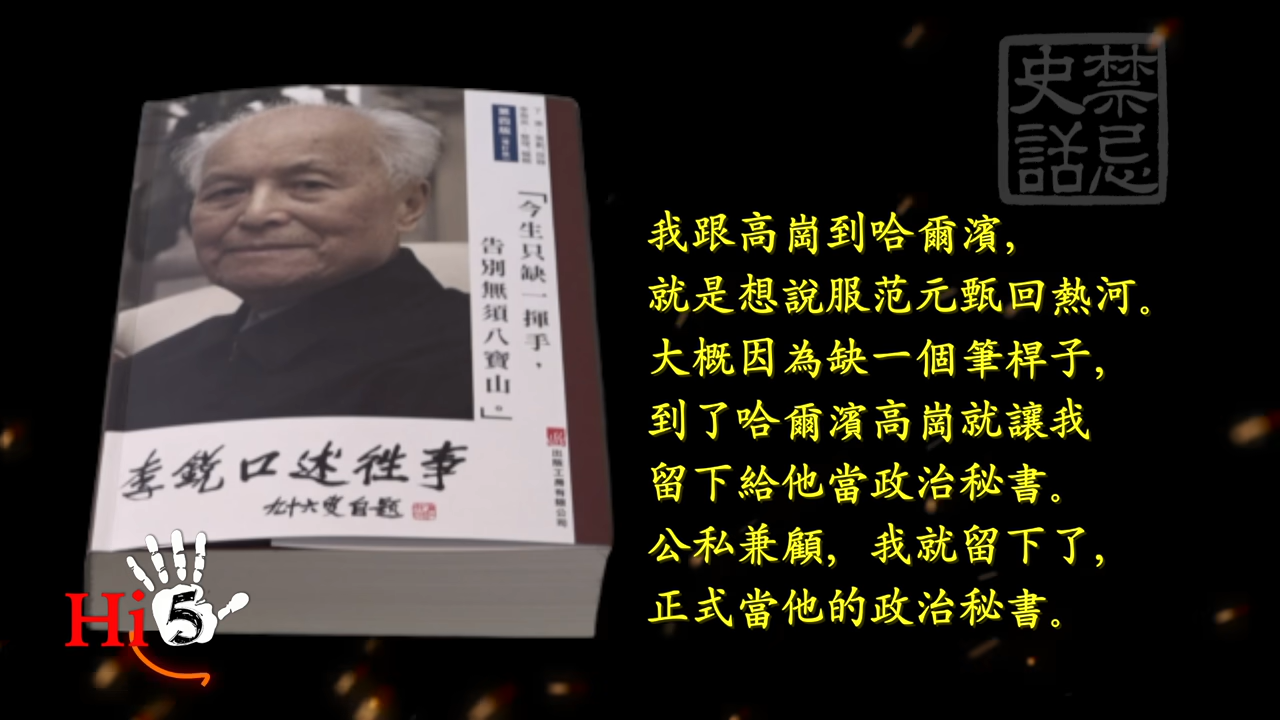 禁忌
史話
第四版
「今生只缺一揮手，
告別無須八寶山。」
李銳口述往事
九十六叟自題
我跟高崗到哈爾濱，
就是想說服范元甄回熱河。
大概因為缺一個筆桿子，
到了哈爾濱高崗就讓我
留下給他當政治秘書。
公私兼顧，我就留下了，
正式當他的政治秘書。
Hi5